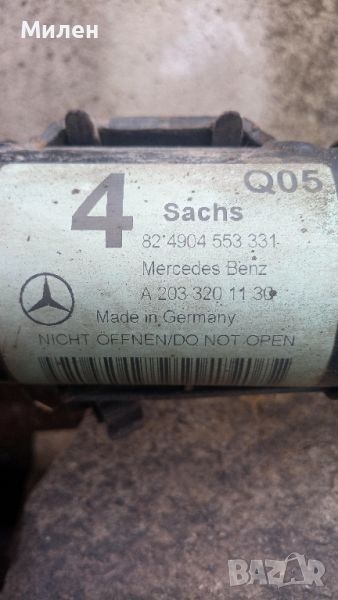 Милен
4
Q05
Sachs
82 4904 553 331
Mercedes Benz
A 203 320 11 30
Made in Germany
NICHT ÖFFNEN/DO NOT OPEN
BAZAR